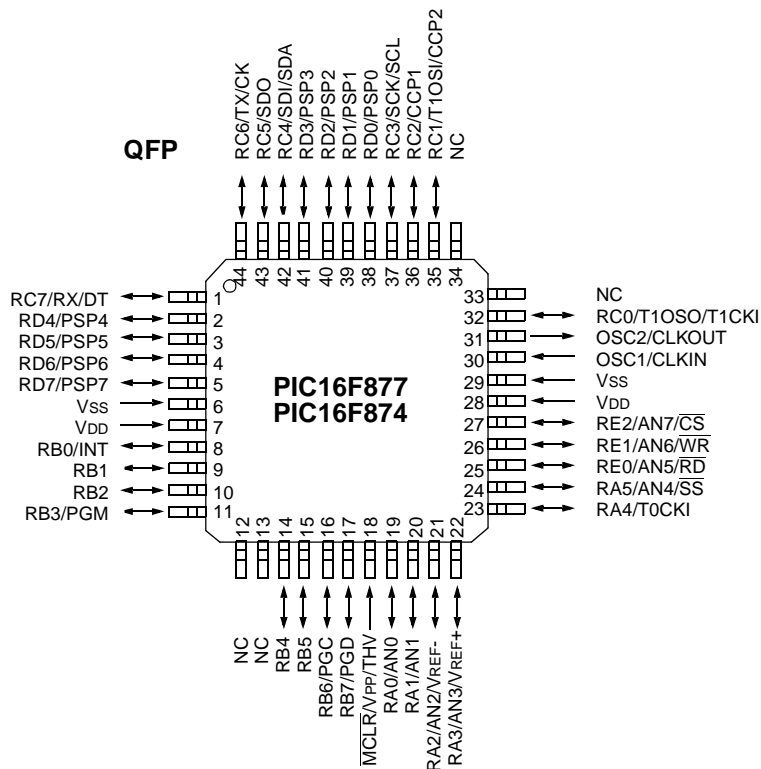 QFP
RC6/TX/CK
RC5/SDO
RC4/SDI/SDA
RD3/PSP3
RD2/PSP2
RD1/PSP1
RD0/PSP0
RC3/SCK/SCL
RC2/CCP1
RC1/T1OSI/CCP2
NC
44
43
42
41
40
39
38
37
36
35
34
RC7/RX/DT 1
RD4/PSP4 2
RD5/PSP5 3
RD6/PSP6 4
RD7/PSP7 5
VSS 6
VDD 7
RB0/INT 8
RB1 9
RB2 10
RB3/PGM 11
PIC16F877
PIC16F874
33 NC
32 RC0/T1OSO/T1CKI
31 OSC2/CLKOUT
30 OSC1/CLKIN
29 VSS
28 VDD
27 RE2/AN7/C̅S̅
26 RE1/AN6/W̅R̅
25 RE0/AN5/R̅D̅
24 RA5/AN4/S̅S̅
23 RA4/T0CKI
12
13
14
15
16
17
18
19
20
21
22
NC
NC
RB4
RB5
RB6/PGC
RB7/PGD
M̅C̅L̅R̅/VPP/THV
RA0/AN0
RA1/AN1
RA2/AN2/VREF-
RA3/AN3/VREF+